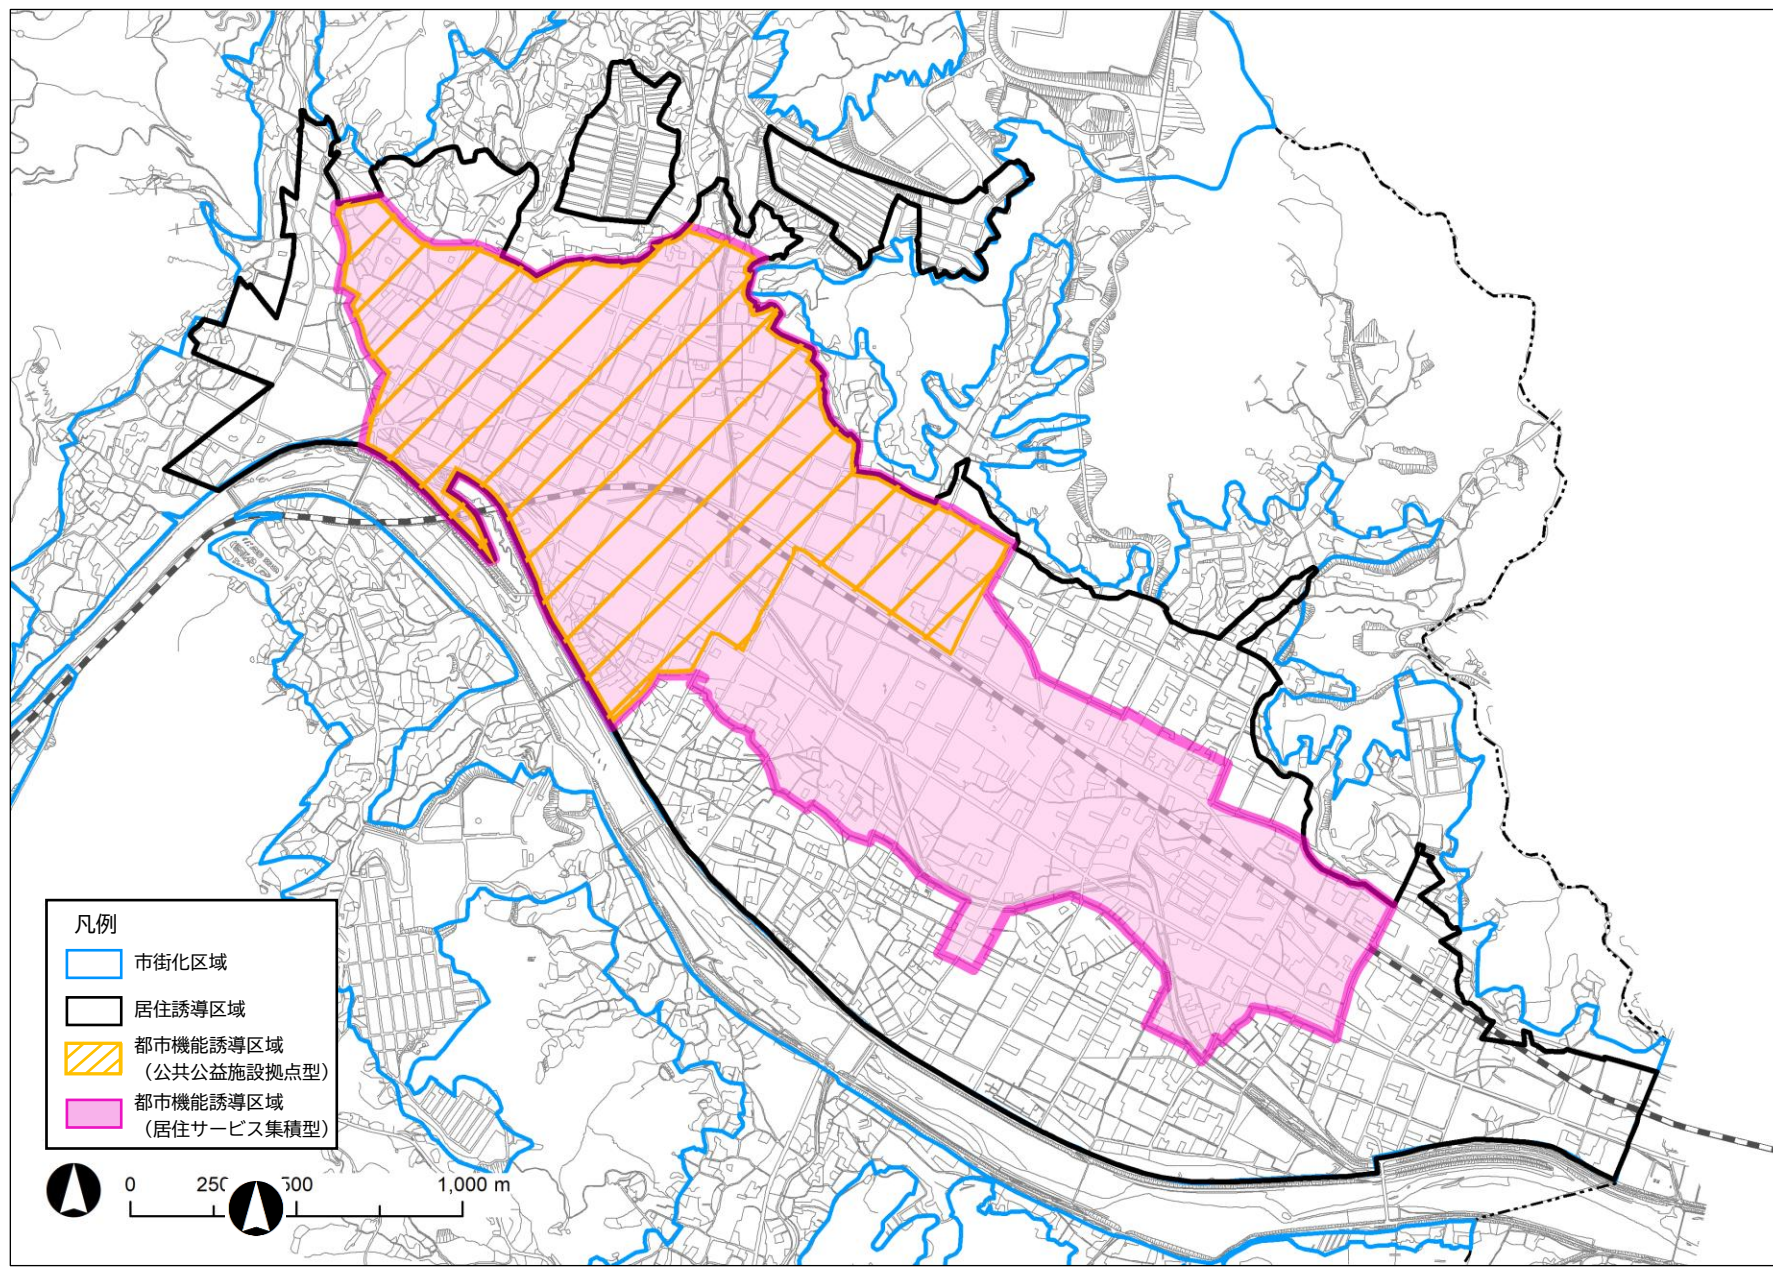 凡例
市街化区域
居住誘導区域
都市機能誘導区域
（公共公益施設拠点型）
都市機能誘導区域
（居住サービス集積型）
0 250 500 1,000 m